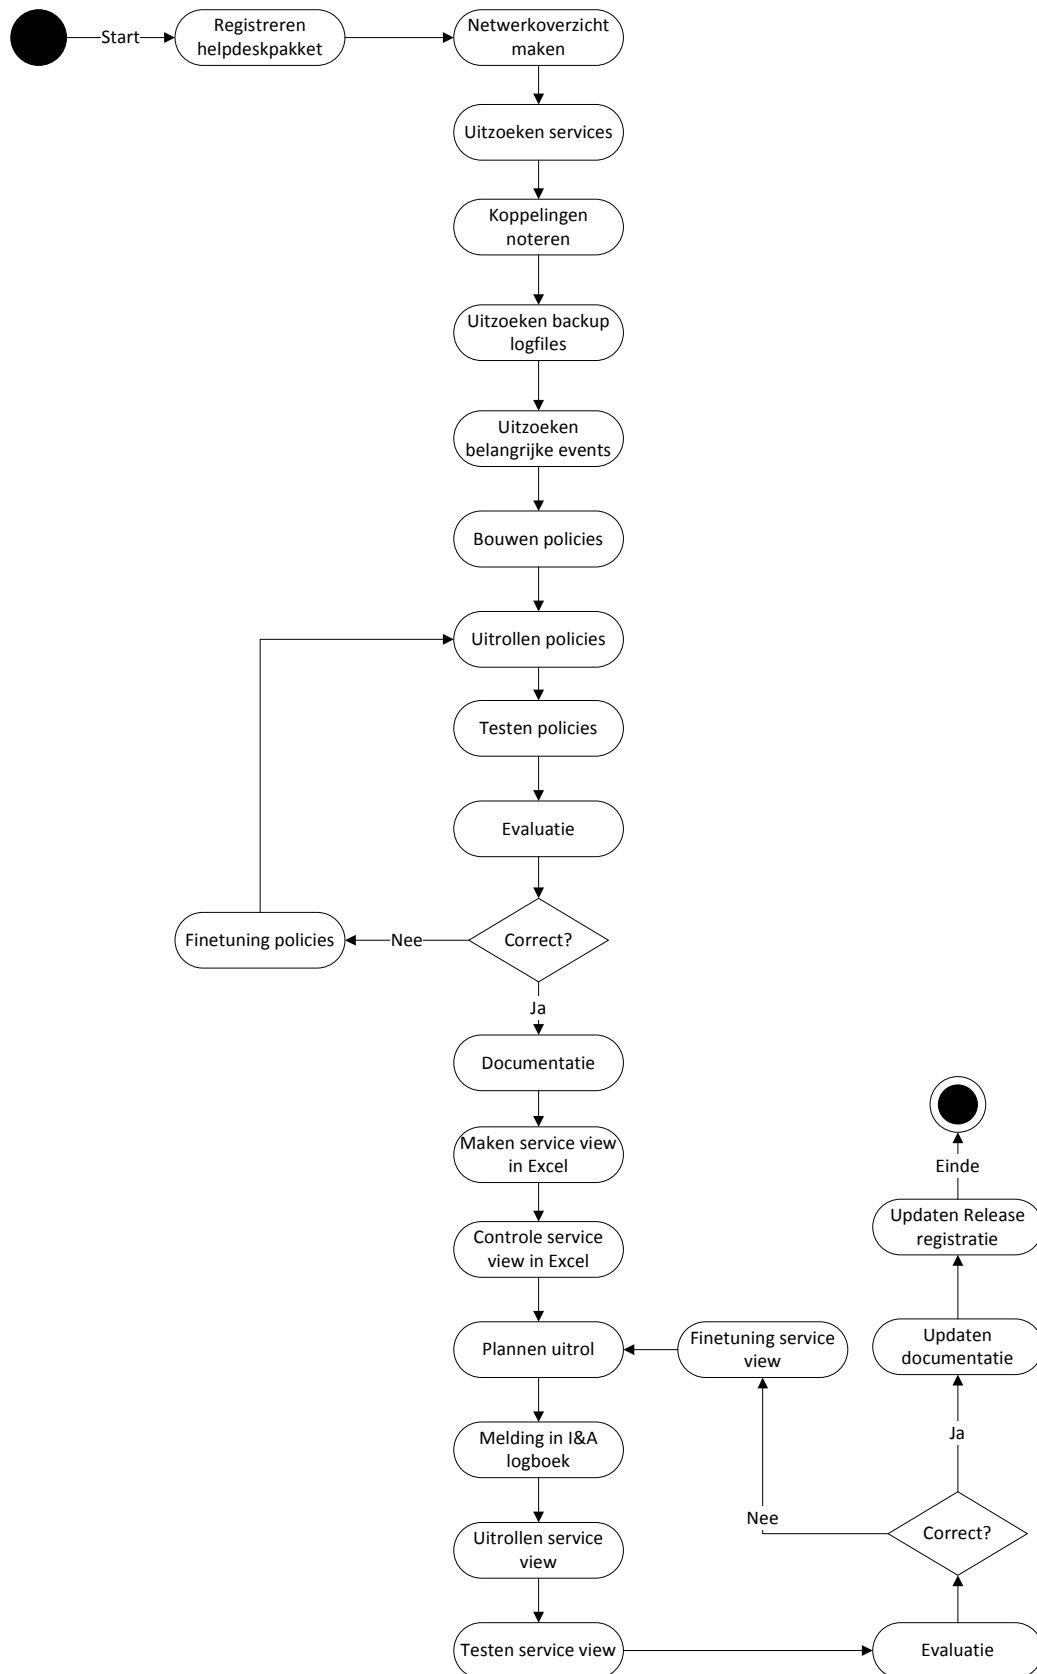 Start
Registreren
helpdeskpakket
Netwerkoverzicht
maken
Uitzoeken services
Koppelingen
noteren
Uitzoeken backup
logfiles
Uitzoeken
belangrijke events
Bouwen policies
Uitrollen policies
Testen policies
Evaluatie
Correct?
Nee
Finetuning policies
Ja
Documentatie
Maken service view
in Excel
Controle service
view in Excel
Plannen uitrol
Melding in I&A
logboek
Uitrollen service
view
Testen service view
Evaluatie
Correct?
Nee
Finetuning service
view
Ja
Updaten
documentatie
Updaten Release
registratie
Einde